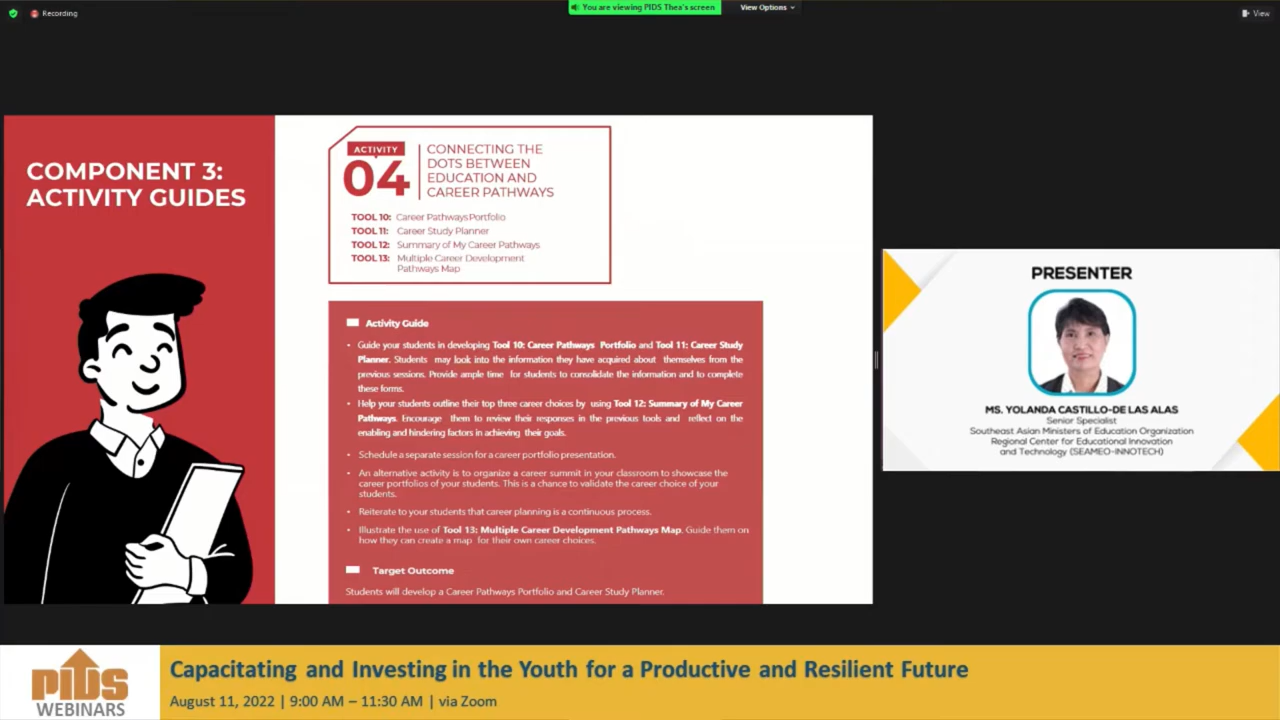 Recording
You are viewing PIDS Thea's screen
View Options
View
COMPONENT 3:
ACTIVITY GUIDES
ACTIVITY
04
CONNECTING THE
DOTS BETWEEN
EDUCATION AND
CAREER PATHWAYS
TOOL 10: Career Pathways Portfolio
TOOL 11: Career Study Planner
TOOL 12: Summary of My Career Pathways
TOOL 13: Multiple Career Development
Pathways Map
Activity Guide
• Guide your students in developing Tool 10: Career Pathways Portfolio and Tool 11: Career Study
Planner. Students may look into the information they have acquired about themselves from the
previous sessions. Provide ample time for students to consolidate the information and to complete
these forms.
• Help your students outline their top three career choices by using Tool 12: Summary of My Career
Pathways. Encourage them to review their responses in the previous tools and reflect on the
enabling and hindering factors in achieving their goals.
• Schedule a separate session for a career portfolio presentation.
• An alternative activity is to organize a career summit in your classroom to showcase the
career portfolios of your students. This is a chance to validate the career choice of your
students.
• Reiterate to your students that career planning is a continuous process.
• Illustrate the use of Tool 13: Multiple Career Development Pathways Map. Guide them on
how they can create a map for their own career choices.
Target Outcome
Students will develop a Career Pathways Portfolio and Career Study Planner.
PRESENTER
MS. YOLANDA CASTILLO-DE LAS ALAS
Senior Specialist
Southeast Asian Ministers of Education Organization
Regional Center for Educational Innovation
and Technology (SEAMEO-INNOTECH)
PIDS
WEBINARS
Capacitating and Investing in the Youth for a Productive and Resilient Future
August 11, 2022 | 9:00 AM – 11:30 AM | via Zoom